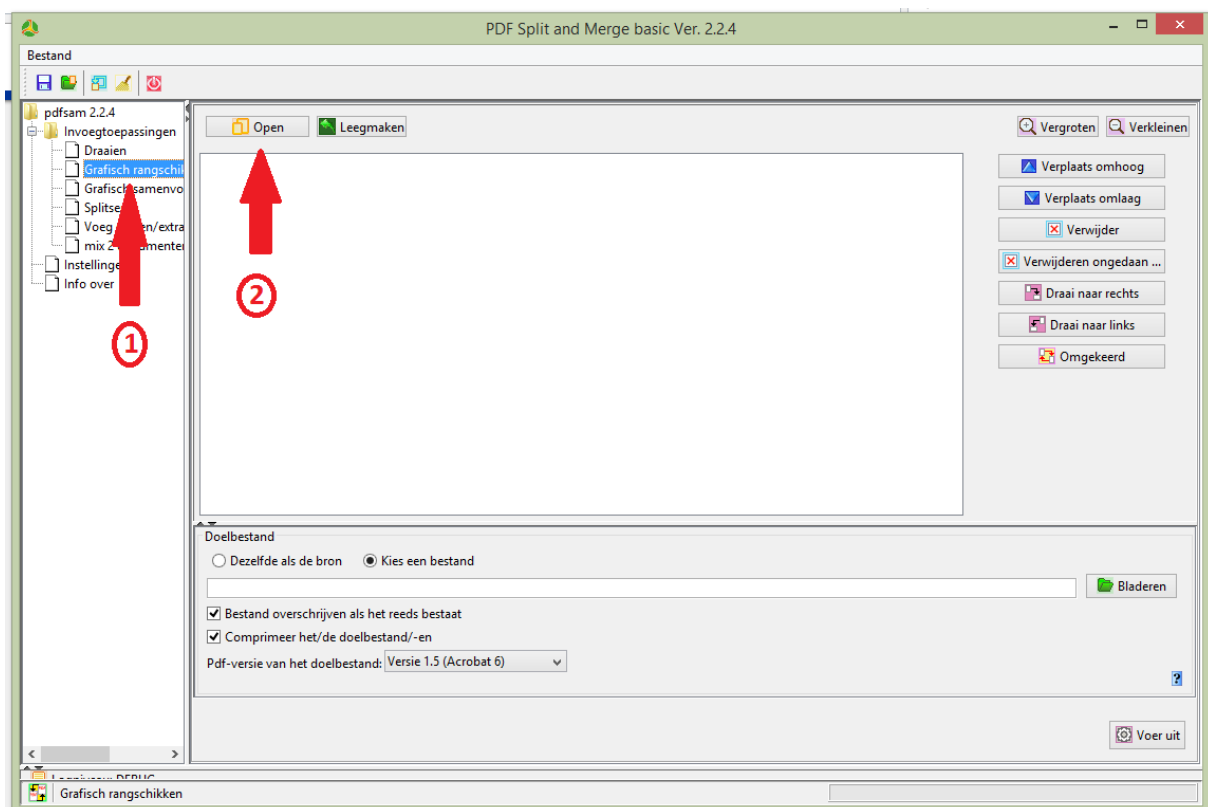 PDF Split and Merge basic Ver. 2.2.4
Bestand
pdfsam 2.2.4
Invoegtoepassingen
Draaien
Grafisch rangschik
Grafisch samenvo
Splitse
Voeg en/extra
mix 2 menten
Instellinge
Info over
1
Open
Leegmaken
Vergroten
Verkleinen
2
Verplaats omhoog
Verplaats omlaag
Verwijder
Verwijderen ongedaan ...
Draai naar rechts
Draai naar links
Omgekeerd
Doelbestand
Dezelfde als de bron
Kies een bestand
Bladeren
Bestand overschrijven als het reeds bestaat
Comprimeer het/de doelbestand/-en
Pdf-versie van het doelbestand: Versie 1.5 (Acrobat 6)
?
Voer uit
Logniveau: DEBUG
Grafisch rangschikken